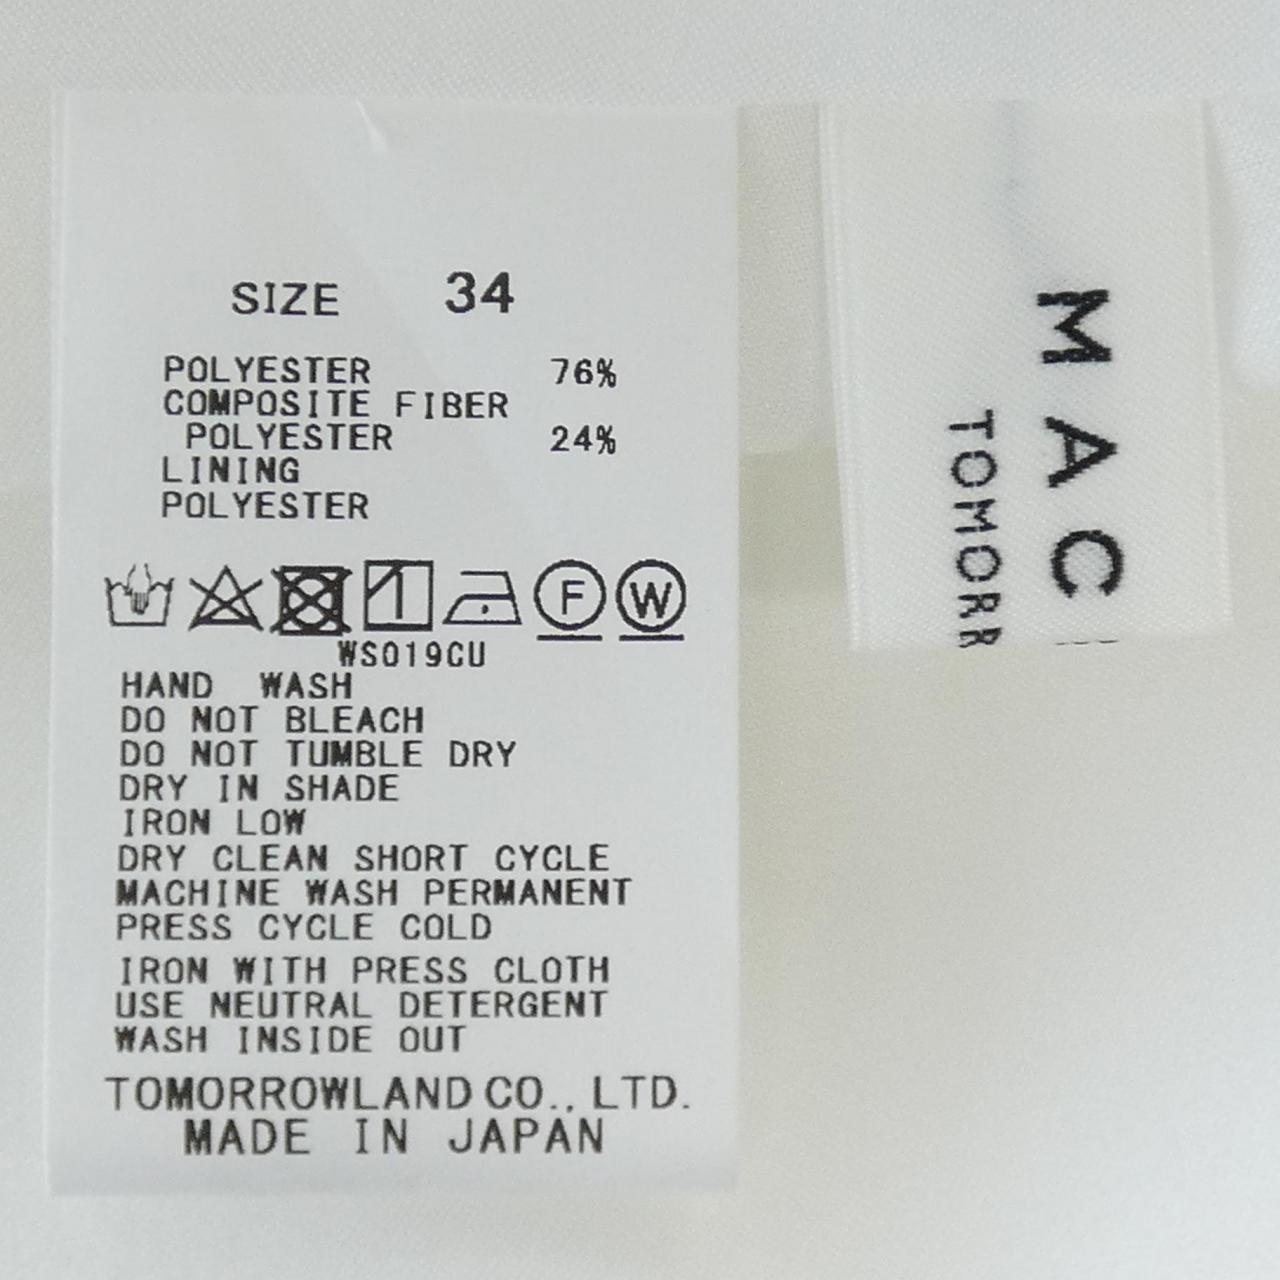 SIZE 34
POLYESTER 76%
COMPOSITE FIBER
POLYESTER 24%
LINING
POLYESTER
F W
WS019CU
HAND WASH
DO NOT BLEACH
DO NOT TUMBLE DRY
DRY IN SHADE
IRON LOW
DRY CLEAN SHORT CYCLE
MACHINE WASH PERMANENT
PRESS CYCLE COLD
IRON WITH PRESS CLOTH
USE NEUTRAL DETERGENT
WASH INSIDE OUT
TOMORROWLAND CO., LTD.
MADE IN JAPAN
MAC
TOMORR